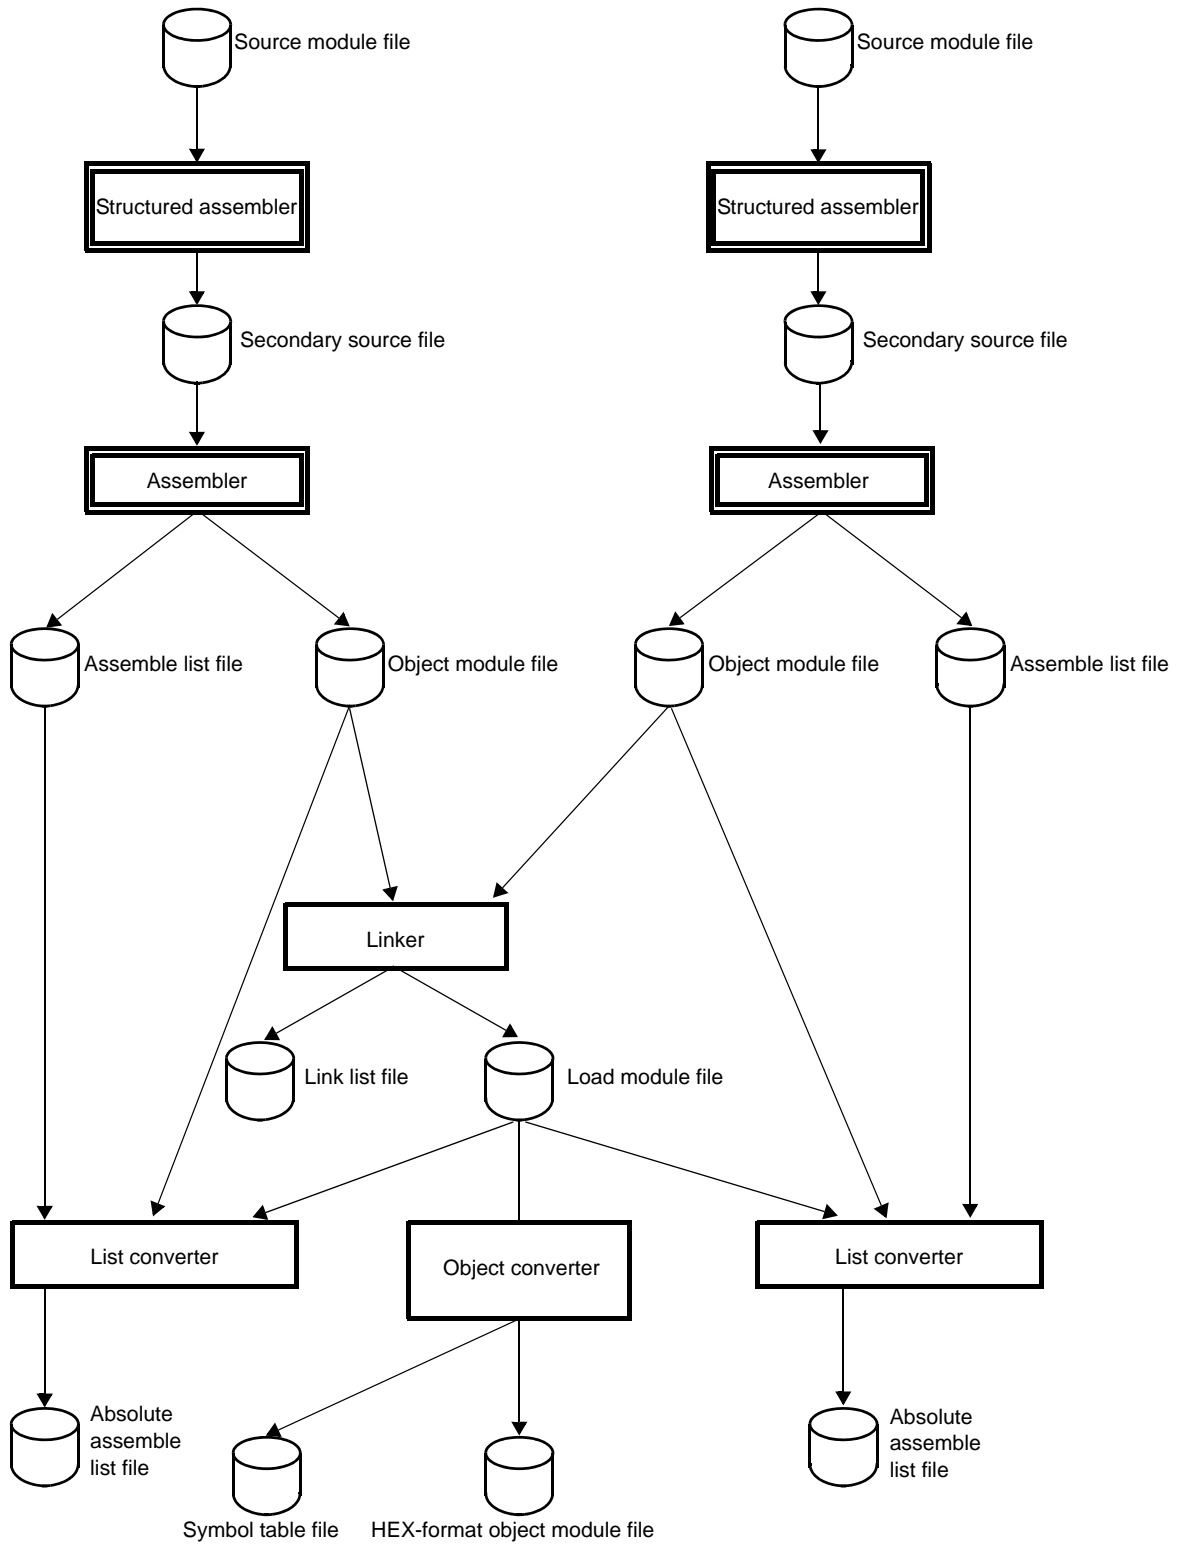 Source module file
Source module file
Structured assembler
Structured assembler
Secondary source file
Secondary source file
Assembler
Assembler
Assemble list file
Object module file
Object module file
Assemble list file
Linker
Link list file
Load module file
List converter
Object converter
List converter
Absolute
assemble
list file
Absolute
assemble
list file
Symbol table file
HEX-format object module file